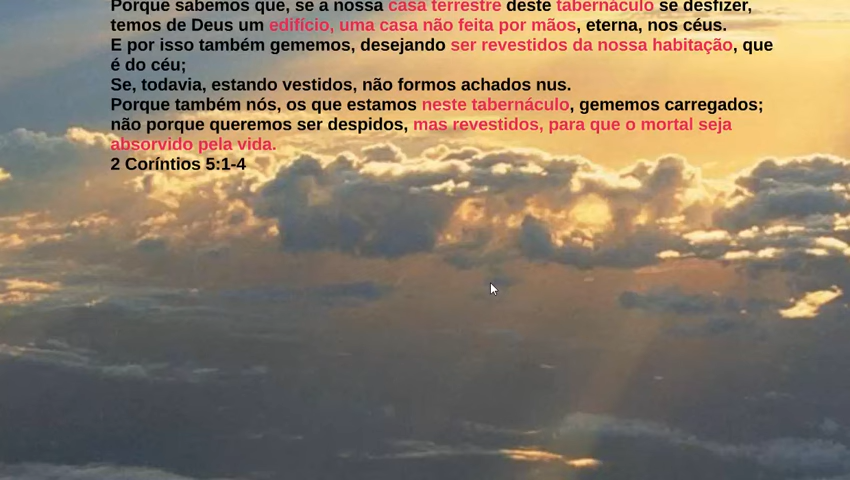 Porque sabemos que, se a nossa casa terrestre deste tabernáculo se desfizer,
temos de Deus um edifício, uma casa não feita por mãos, eterna, nos céus.
E por isso também gememos, desejando ser revestidos da nossa habitação, que
é do céu;
Se, todavia, estando vestidos, não formos achados nus.
Porque também nós, os que estamos neste tabernáculo, gememos carregados;
não porque queremos ser despidos, mas revestidos, para que o mortal seja
absorvido pela vida.
2 Coríntios 5:1-4